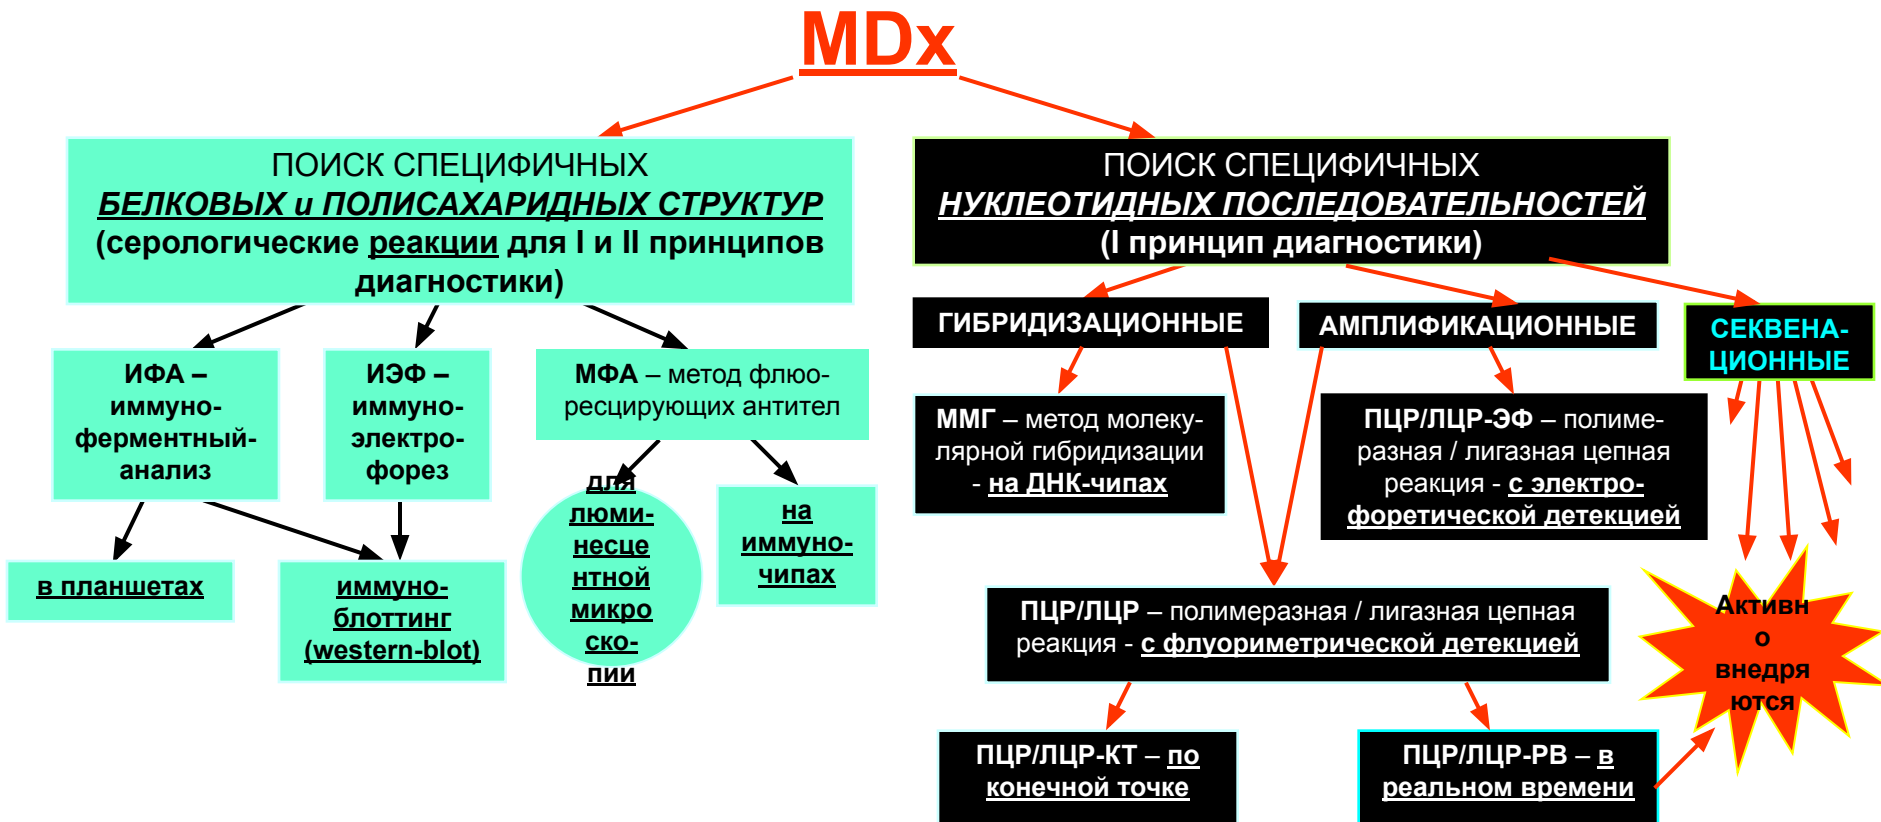 MDx
ПОИСК СПЕЦИФИЧНЫХ
БЕЛКОВЫХ и ПОЛИСАХАРИДНЫХ СТРУКТУР
(серологические реакции для I и II принципов
диагностики)
ПОИСК СПЕЦИФИЧНЫХ
НУКЛЕОТИДНЫХ ПОСЛЕДОВАТЕЛЬНОСТЕЙ
(I принцип диагностики)
ИФА –
иммуно-
ферментный-
анализ
ИЭФ –
иммуно-
электро-
форез
МФА – метод флюо-
ресцирующих антител
в планшетах
иммуно-
блоттинг
(western-blot)
для
люми-
несце
нтной
микро
ско-
пии
на
иммуно-
чипах
ГИБРИДИЗАЦИОННЫЕ
АМПЛИФИКАЦИОННЫЕ
СЕКВЕНА-
ЦИОННЫЕ
ММГ – метод молеку-
лярной гибридизации
- на ДНК-чипах
ПЦР/ЛЦР-ЭФ – полиме-
разная / лигазная цепная
реакция - с электро-
форетической детекцией
ПЦР/ЛЦР – полимеразная / лигазная цепная
реакция - с флуориметрической детекцией
Активн
о
внедря
ются
ПЦР/ЛЦР-КТ – по
конечной точке
ПЦР/ЛЦР-РВ – в
реальном времени